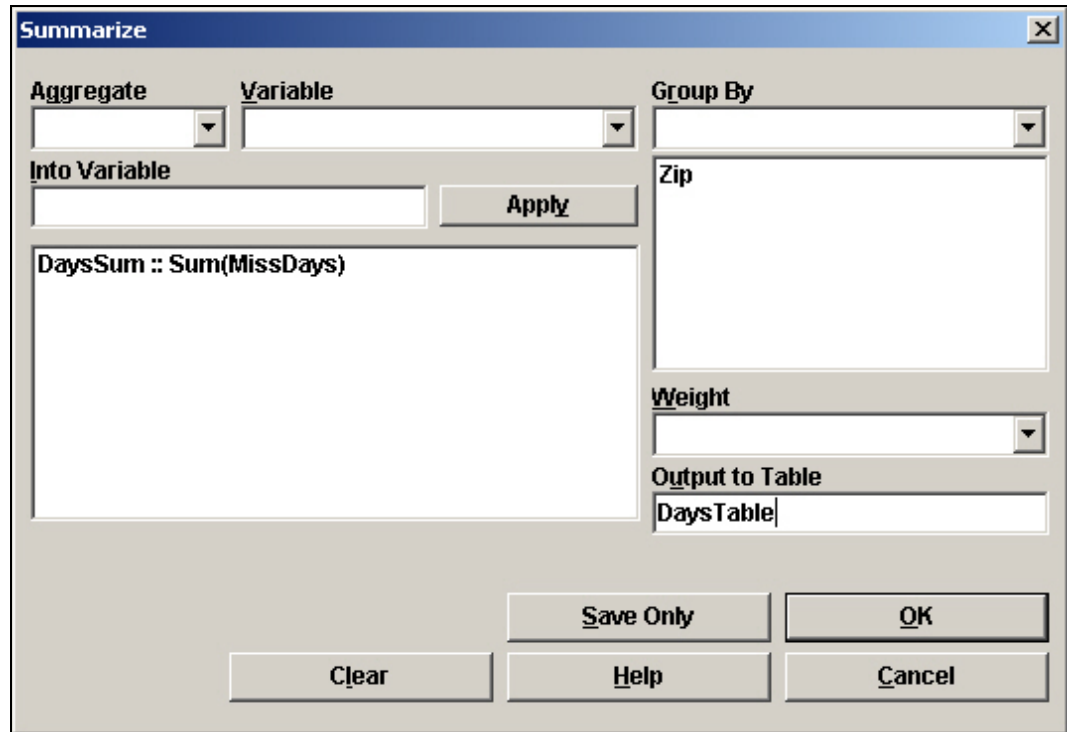 Summarize
Aggregate
Variable
Group By
Into Variable
Apply
Zip
DaysSum :: Sum(MissDays)
Weight
Output to Table
DaysTable
Save Only
OK
Clear
Help
Cancel